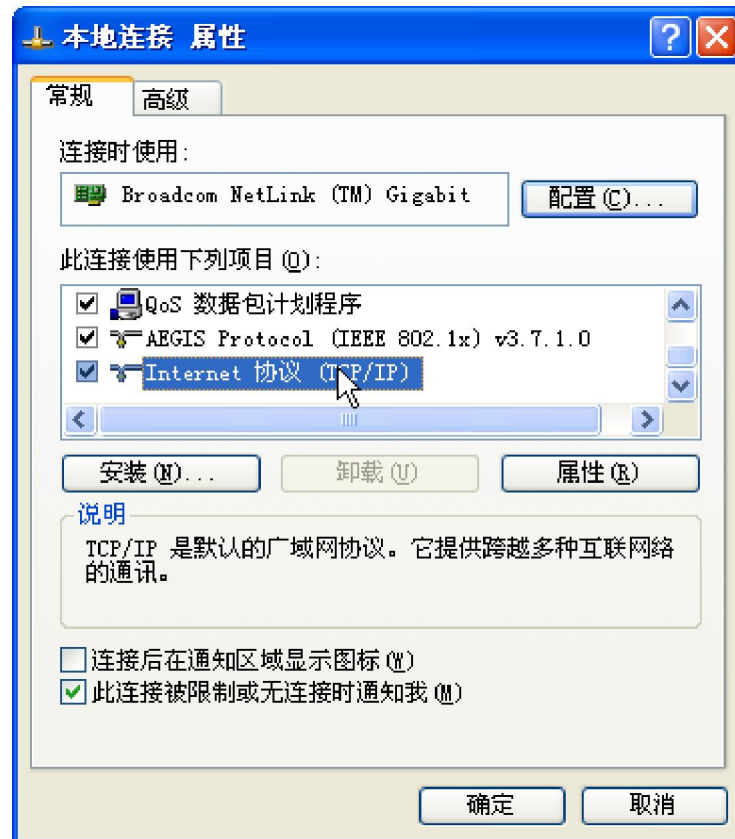 本地连接 属性
常规
高级
连接时使用:
Broadcom NetLink (TM) Gigabit
配置(C)...
此连接使用下列项目(O):
QoS 数据包计划程序
AEGIS Protocol (IEEE 802.1x) v3.7.1.0
Internet 协议 (TCP/IP)
安装(N)...
卸载(U)
属性(R)
说明
TCP/IP 是默认的广域网协议。它提供跨越多种互联网络
的通讯。
连接后在通知区域显示图标(W)
此连接被限制或无连接时通知我(M)
确定
取消